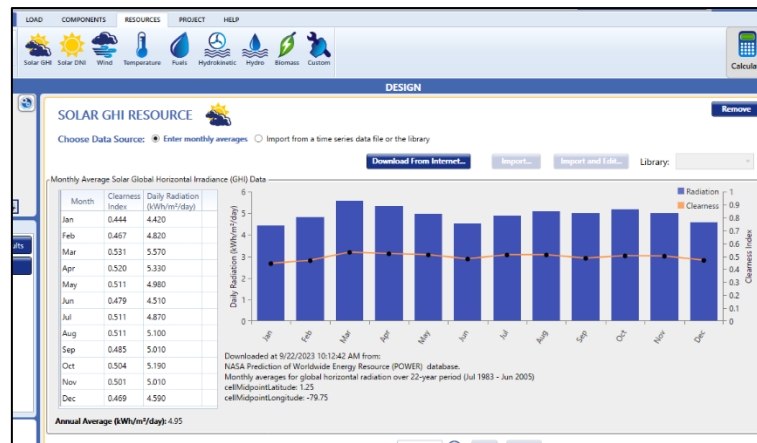 LOAD COMPONENTS RESOURCES PROJECT HELP
Solar GHI Solar DNI Wind Temperature Fuels Hydrokinetic Hydro Biomass Custom
DESIGN
SOLAR GHI RESOURCE
Remove
Choose Data Source: Enter monthly averages Import from a time series data file or the library
Download From Internet... Import... Import and Edit... Library:
Monthly Average Solar Global Horizontal Irradiance (GHI) Data
Month Clearness Index Daily Radiation (kWh/m²/day)
Jan 0.444 4.420
Feb 0.467 4.820
Mar 0.531 5.570
Apr 0.520 5.330
May 0.511 4.980
Jun 0.479 4.510
Jul 0.511 4.870
Aug 0.511 5.100
Sep 0.485 5.010
Oct 0.504 5.190
Nov 0.501 5.010
Dec 0.469 4.590
Annual Average (kWh/m²/day): 4.95
Radiation
Clearness
Daily Radiation (kWh/m²/day)
6
5
4
3
2
1
0
Clearness Index
1
0.9
0.8
0.7
0.6
0.5
0.4
0.3
0.2
0.1
0
Jan Feb Mar Apr May Jun Jul Aug Sep Oct Nov Dec
Downloaded at 9/22/2023 10:12:42 AM from:
NASA Prediction of Worldwide Energy Resource (POWER) database.
Monthly averages for global horizontal radiation over 22-year period (Jul 1983 - Jun 2005)
cellMidpointLatitude: 1.25
cellMidpointLongitude: -79.75